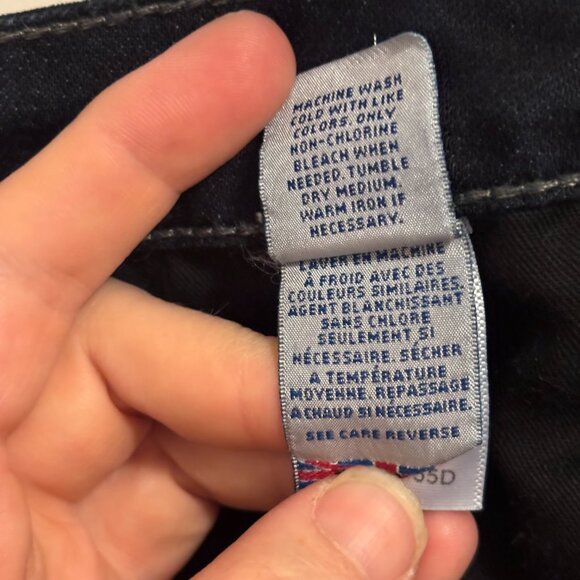 MACHINE WASH
COLD WITH LIKE
COLORS. ONLY
NON-CHLORINE
BLEACH WHEN
NEEDED. TUMBLE
DRY MEDIUM.
WARM IRON IF
NECESSARY.
LAVER EN MACHINE
À FROID AVEC DES
COULEURS SIMILAIRES.
AGENT BLANCHISSANT
SANS CHLORE
SEULEMENT SI
NÉCESSAIRE. SÉCHER
A TEMPÉRATURE
MOYENNE. REPASSAGE
A CHAUD SI NÉCESSAIRE.
SEE CARE REVERSE